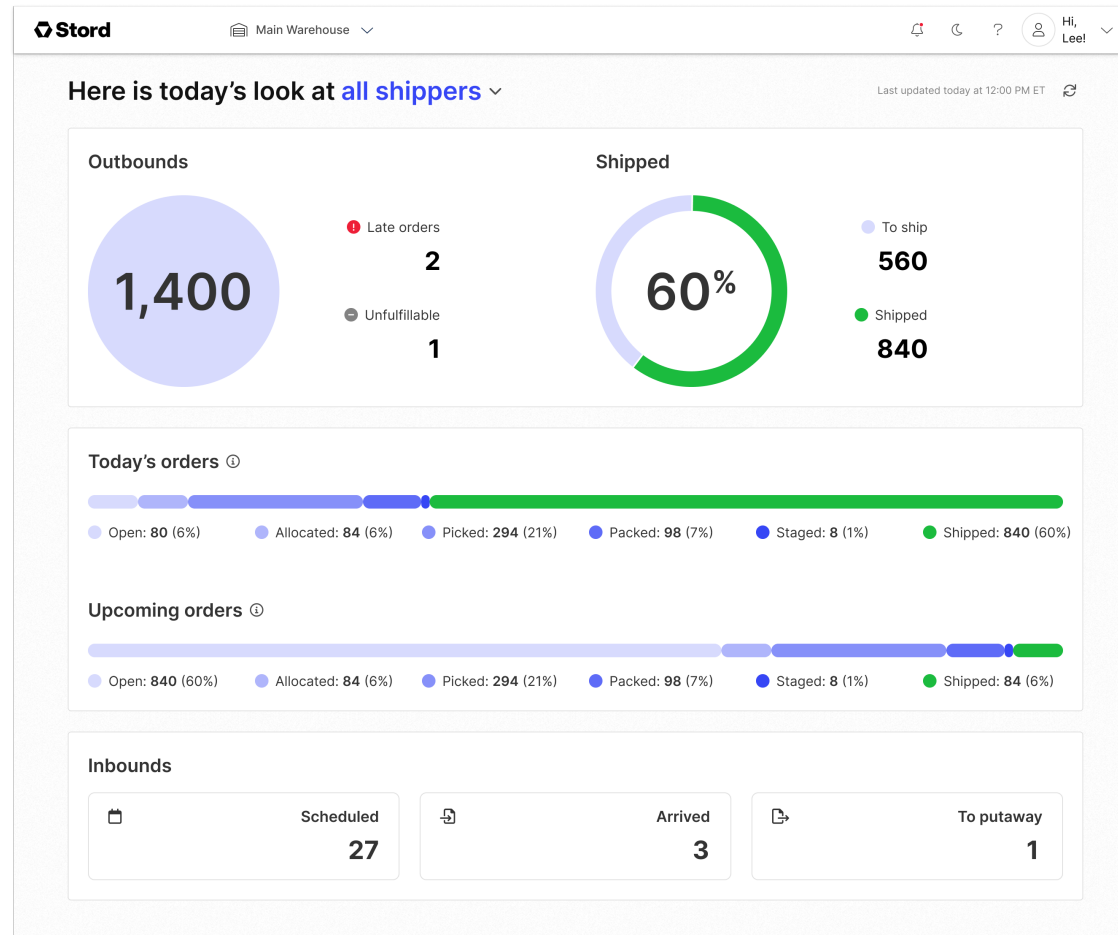 Stord
Main Warehouse
?
Hi,
Lee!
Here is today’s look at all shippers
Last updated today at 12:00 PM ET
Outbounds
1,400
Late orders
2
Unfulfillable
1
Shipped
60%
To ship
560
Shipped
840
Today’s orders
Open: 80 (6%)
Allocated: 84 (6%)
Picked: 294 (21%)
Packed: 98 (7%)
Staged: 8 (1%)
Shipped: 840 (60%)
Upcoming orders
Open: 840 (60%)
Allocated: 84 (6%)
Picked: 294 (21%)
Packed: 98 (7%)
Staged: 8 (1%)
Shipped: 84 (6%)
Inbounds
Scheduled
27
Arrived
3
To putaway
1